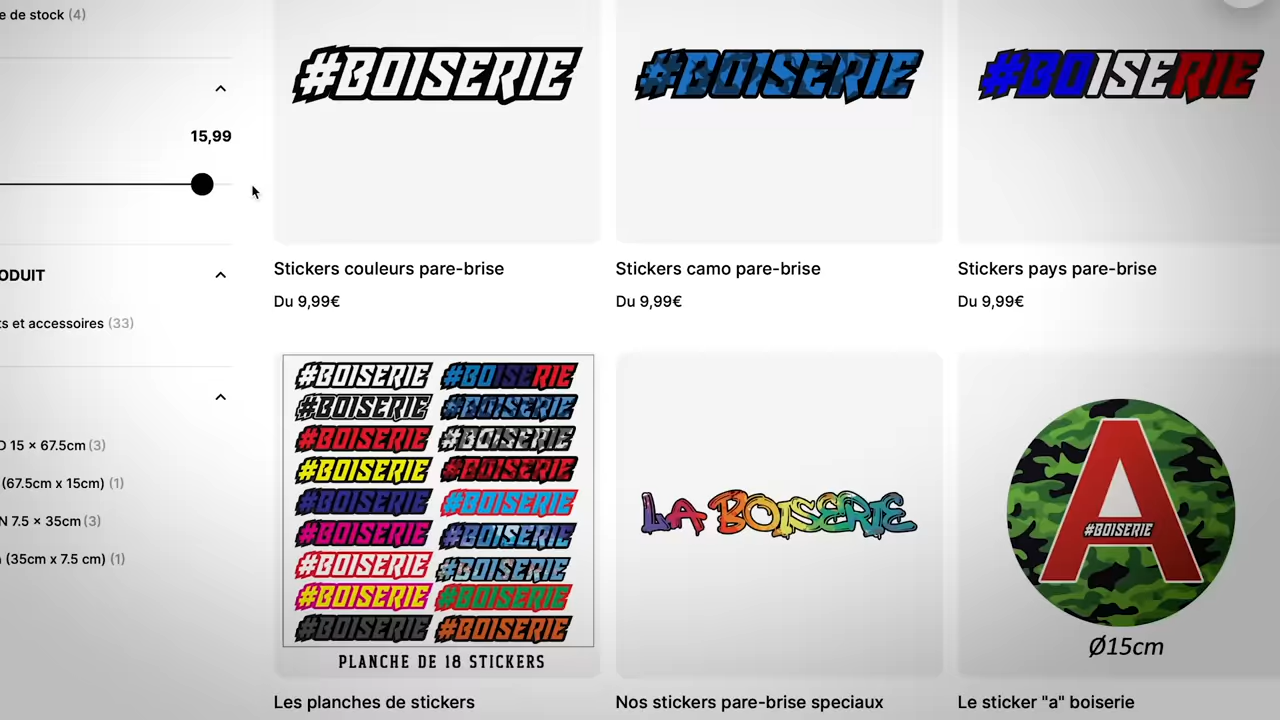 e de stock (4)
#BOISERIE
#BOISERIE
#BOISERIE
15,99
Stickers couleurs pare-brise
Stickers camo pare-brise
Stickers pays pare-brise
ODUIT
Du 9,99€
Du 9,99€
Du 9,99€
ts et accessoires (33)
#BOISERIE #BOISERIE
#BOISERIE #BOISERIE
#BOISERIE #BOISERIE
#BOISERIE #BOISERIE
#BOISERIE #BOISERIE
#BOISERIE #BOISERIE
#BOISERIE #BOISERIE
#BOISERIE #BOISERIE
#BOISERIE #BOISERIE
PLANCHE DE 18 STICKERS
LA BOISERIE
A
#BOISERIE
Ø15cm
D 15 x 67.5cm (3)
(67.5cm x 15cm) (1)
N 7.5 x 35cm (3)
(35cm x 7.5 cm) (1)
Les planches de stickers
Nos stickers pare-brise speciaux
Le sticker "a" boiserie